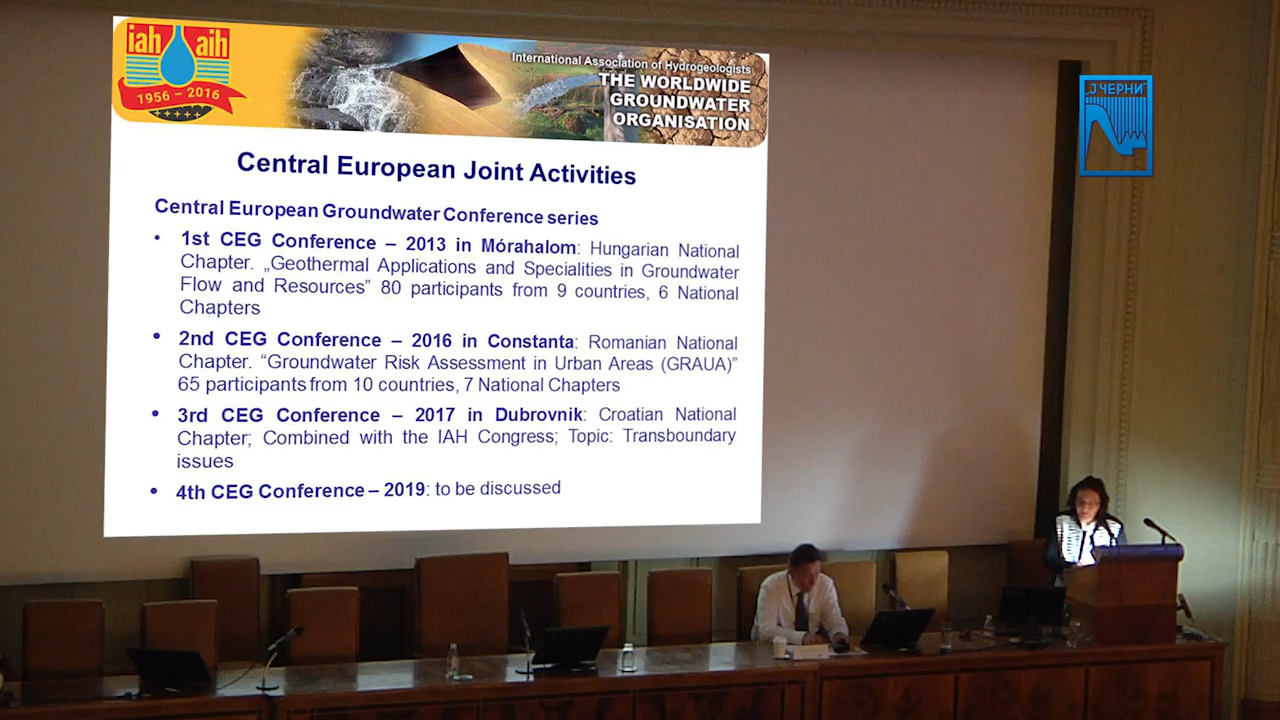 iah aih
1956 – 2016
International Association of Hydrogeologists
THE WORLDWIDE
GROUNDWATER
ORGANISATION
Ј.ЧЕРНИ
Central European Joint Activities
Central European Groundwater Conference series
• 1st CEG Conference – 2013 in Mórahalom: Hungarian National
Chapter. „Geothermal Applications and Specialities in Groundwater
Flow and Resources” 80 participants from 9 countries, 6 National
Chapters
• 2nd CEG Conference – 2016 in Constanta: Romanian National
Chapter. “Groundwater Risk Assessment in Urban Areas (GRAUA)”
65 participants from 10 countries, 7 National Chapters
• 3rd CEG Conference – 2017 in Dubrovnik: Croatian National
Chapter; Combined with the IAH Congress; Topic: Transboundary
issues
• 4th CEG Conference – 2019: to be discussed